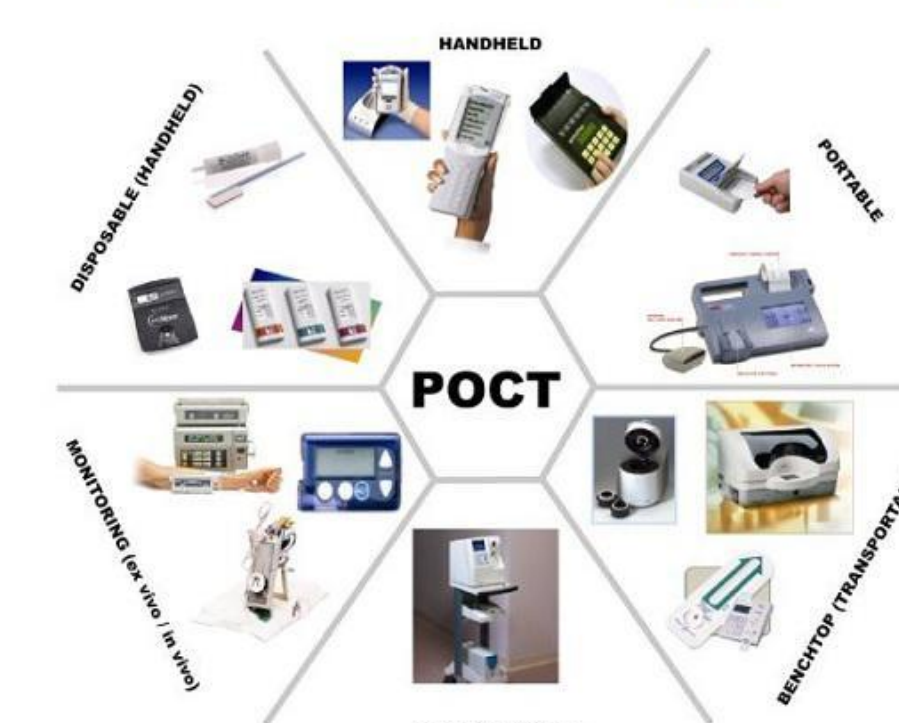 HANDHELD
DISPOSABLE (HANDHELD)
PORTABLE
POCT
MONITORING (ex vivo / in vivo)
BENCHTOP (TRANSPORTA